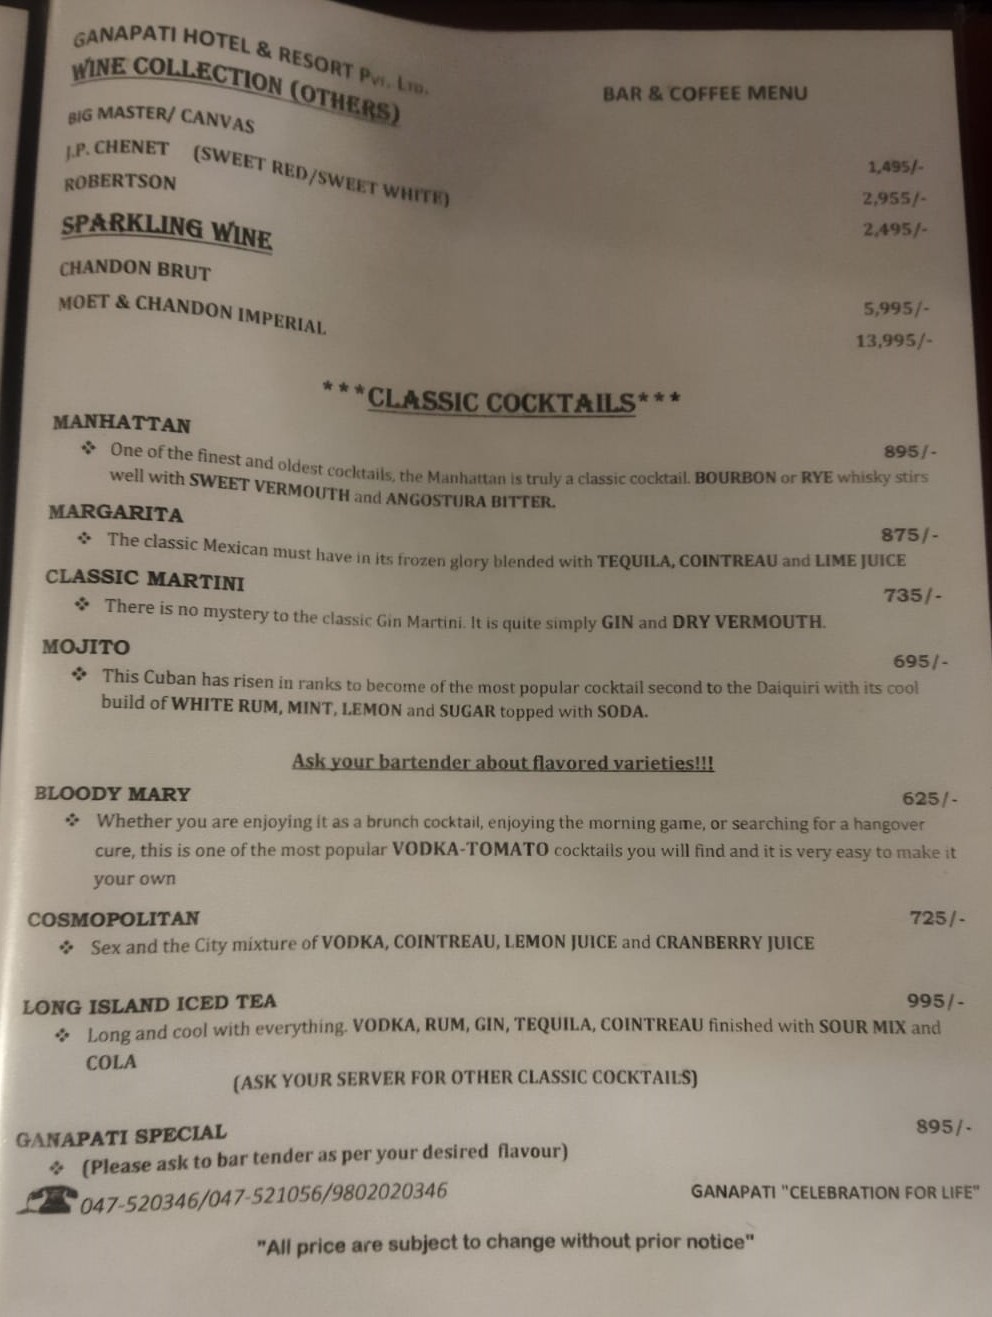 GANAPATI HOTEL & RESORT Pvt. Ltd.
BAR & COFFEE MENU
WINE COLLECTION (OTHERS)
BIG MASTER/ CANVAS 1,495/-
J.P. CHENET (SWEET RED/SWEET WHITE) 2,955/-
ROBERTSON 2,495/-
SPARKLING WINE
CHANDON BRUT 5,995/-
MOET & CHANDON IMPERIAL 13,995/-
***CLASSIC COCKTAILS***
MANHATTAN 895/-
❖ One of the finest and oldest cocktails, the Manhattan is truly a classic cocktail. BOURBON or RYE whisky stirs
well with SWEET VERMOUTH and ANGOSTURA BITTER.
MARGARITA 875/-
❖ The classic Mexican must have in its frozen glory blended with TEQUILA, COINTREAU and LIME JUICE
CLASSIC MARTINI 735/-
❖ There is no mystery to the classic Gin Martini. It is quite simply GIN and DRY VERMOUTH.
MOJITO 695/-
❖ This Cuban has risen in ranks to become of the most popular cocktail second to the Daiquiri with its cool
build of WHITE RUM, MINT, LEMON and SUGAR topped with SODA.
Ask your bartender about flavored varieties!!!
BLOODY MARY 625/-
❖ Whether you are enjoying it as a brunch cocktail, enjoying the morning game, or searching for a hangover
cure, this is one of the most popular VODKA-TOMATO cocktails you will find and it is very easy to make it
your own
COSMOPOLITAN 725/-
❖ Sex and the City mixture of VODKA, COINTREAU, LEMON JUICE and CRANBERRY JUICE
LONG ISLAND ICED TEA 995/-
❖ Long and cool with everything. VODKA, RUM, GIN, TEQUILA, COINTREAU finished with SOUR MIX and
COLA
(ASK YOUR SERVER FOR OTHER CLASSIC COCKTAILS)
GANAPATI SPECIAL 895/-
❖ (Please ask to bar tender as per your desired flavour)
047-520346/047-521056/9802020346 GANAPATI "CELEBRATION FOR LIFE"
"All price are subject to change without prior notice"